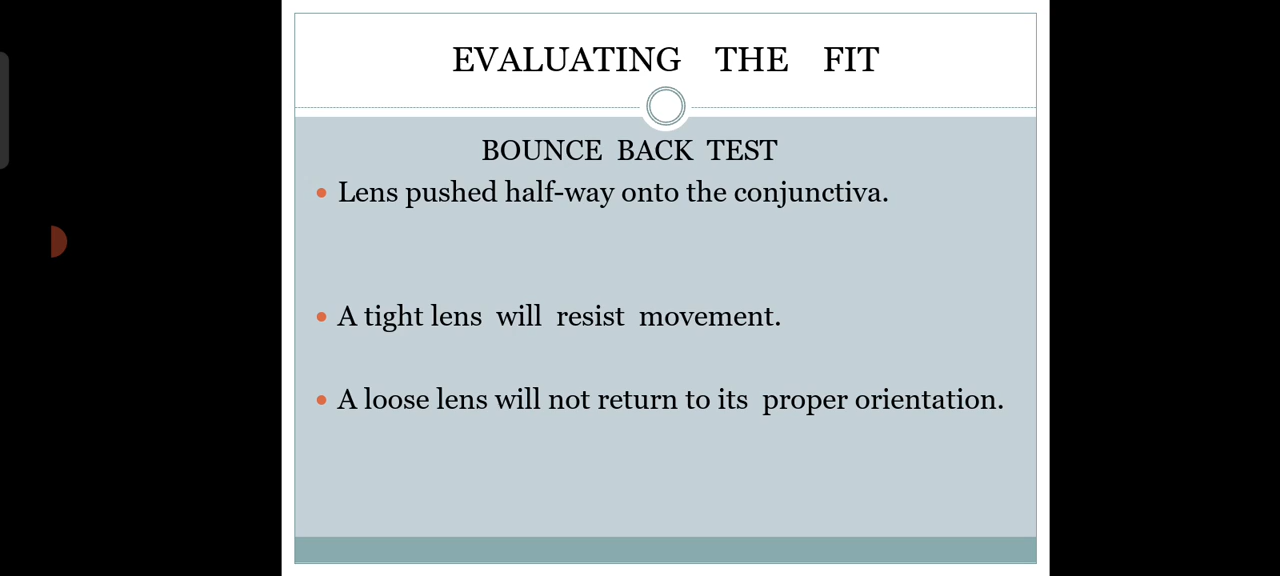 EVALUATING THE FIT
BOUNCE BACK TEST
• Lens pushed half-way onto the conjunctiva.
• A tight lens will resist movement.
• A loose lens will not return to its proper orientation.